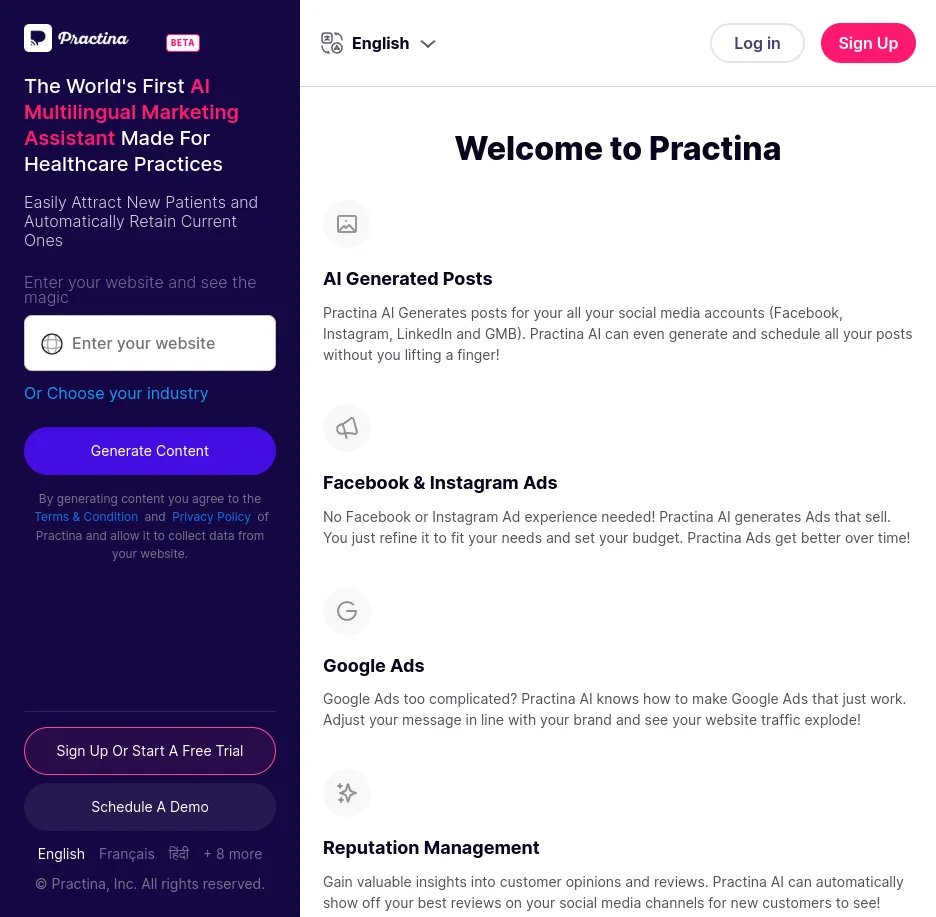 Practina
BETA
The World's First AI
Multilingual Marketing
Assistant Made For
Healthcare Practices
Easily Attract New Patients and
Automatically Retain Current
Ones
Enter your website and see the
magic
Enter your website
Or Choose your industry
Generate Content
By generating content you agree to the
Terms & Condition and Privacy Policy of
Practina and allow it to collect data from
your website.
Sign Up Or Start A Free Trial
Schedule A Demo
English Français हिंदी + 8 more
© Practina, Inc. All rights reserved.
English
Log in
Sign Up
Welcome to Practina
AI Generated Posts
Practina AI Generates posts for your all your social media accounts (Facebook,
Instagram, LinkedIn and GMB). Practina AI can even generate and schedule all your posts
without you lifting a finger!
Facebook & Instagram Ads
No Facebook or Instagram Ad experience needed! Practina AI generates Ads that sell.
You just refine it to fit your needs and set your budget. Practina Ads get better over time!
Google Ads
Google Ads too complicated? Practina AI knows how to make Google Ads that just work.
Adjust your message in line with your brand and see your website traffic explode!
Reputation Management
Gain valuable insights into customer opinions and reviews. Practina AI can automatically
show off your best reviews on your social media channels for new customers to see!